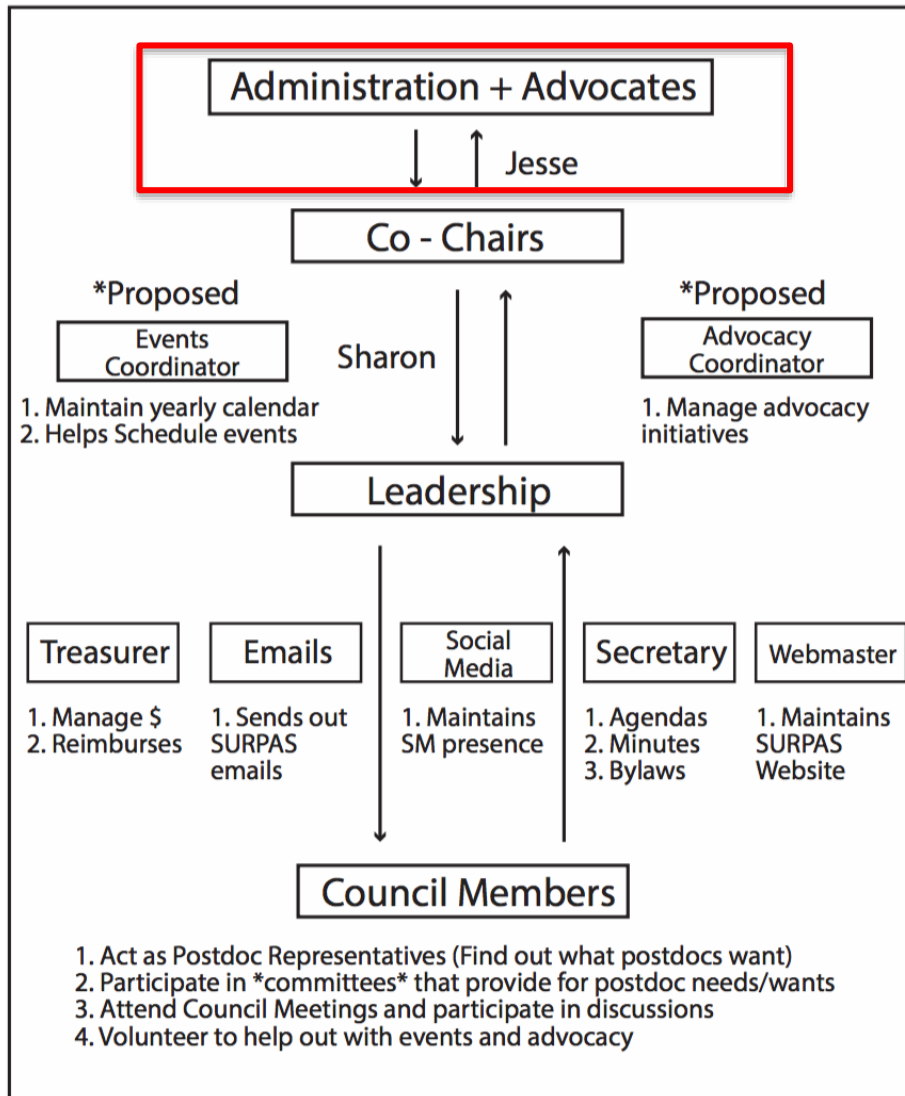 Administration + Advocates
Jesse
Co - Chairs
*Proposed
Events
Coordinator
1. Maintain yearly calendar
2. Helps Schedule events
Sharon
*Proposed
Advocacy
Coordinator
1. Manage advocacy
initiatives
Leadership
Treasurer
1. Manage $
2. Reimburses
Emails
1. Sends out
SURPAS
emails
Social
Media
1. Maintains
SM presence
Secretary
1. Agendas
2. Minutes
3. Bylaws
Webmaster
1. Maintains
SURPAS
Website
Council Members
1. Act as Postdoc Representatives (Find out what postdocs want)
2. Participate in *committees* that provide for postdoc needs/wants
3. Attend Council Meetings and participate in discussions
4. Volunteer to help out with events and advocacy